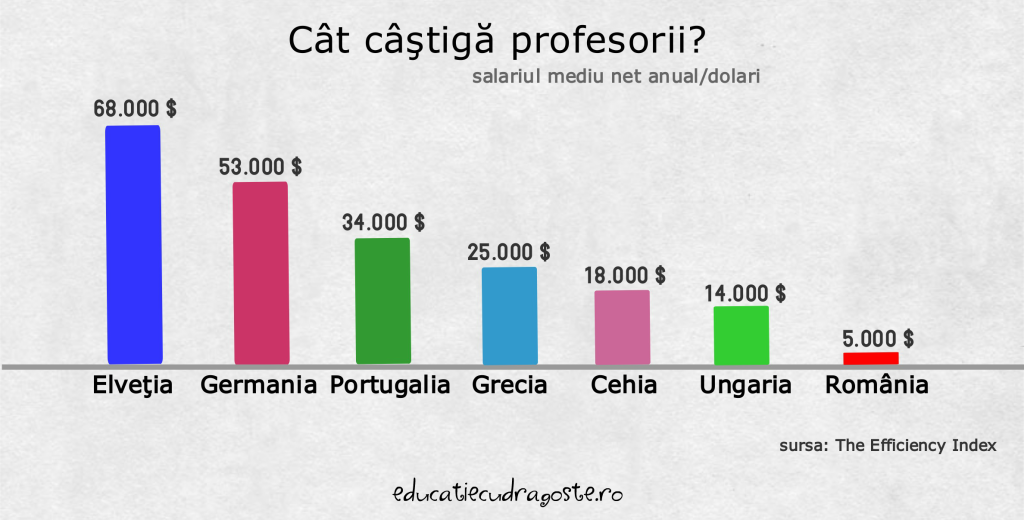 Cât câştigă profesorii?
salariul mediu net anual/dolari
68.000 $
53.000 $
34.000 $
25.000 $
18.000 $
14.000 $
5.000 $
Elveţia Germania Portugalia Grecia Cehia Ungaria România
sursa: The Efficiency Index
educatiecudragoste.ro